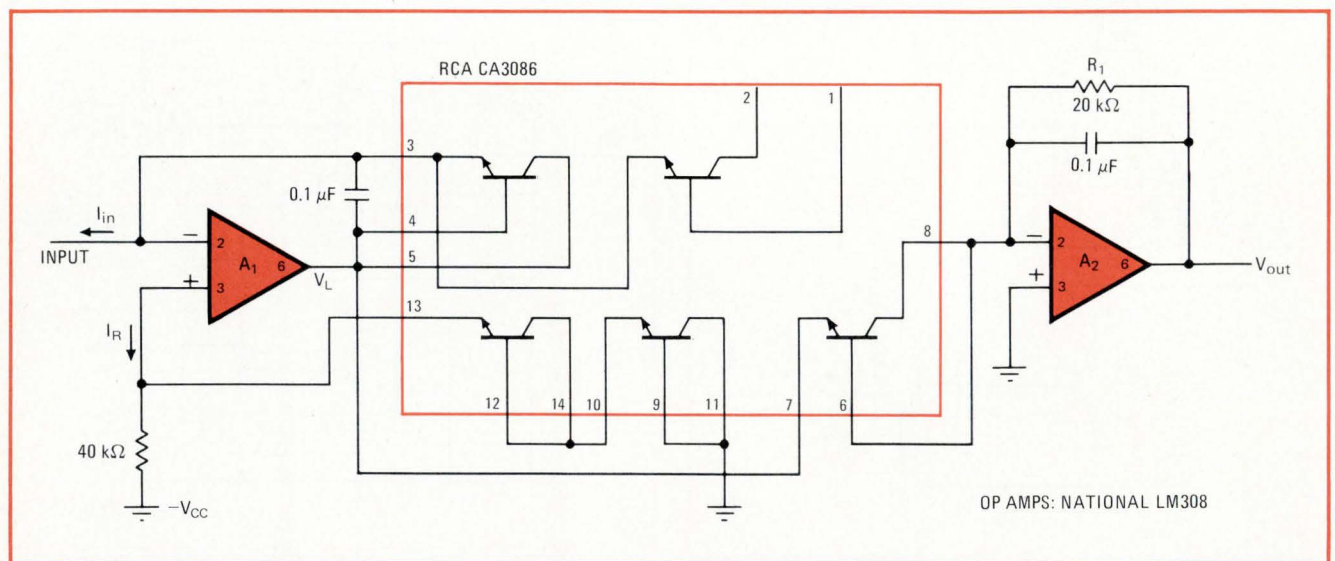 RCA CA3086
2
1
R1
20 kΩ
0.1 μF
3
0.1 μF
4
5
8
Iin
INPUT
−
2
A1
6
+
3
VL
−
2
A2
6
+
3
Vout
IR
13
12
14
10
9
11
7
6
40 kΩ
−VCC
OP AMPS: NATIONAL LM308